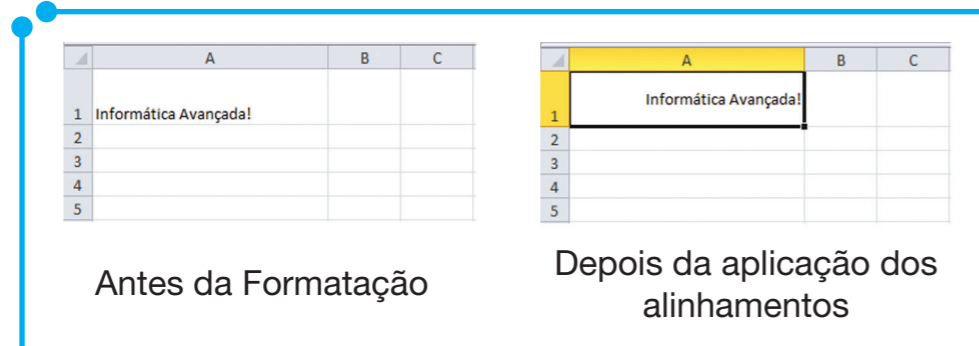 A B C
1 Informática Avançada!
2
3
4
5
Antes da Formatação
A B C
1 Informática Avançada!
2
3
4
5
Depois da aplicação dos
alinhamentos